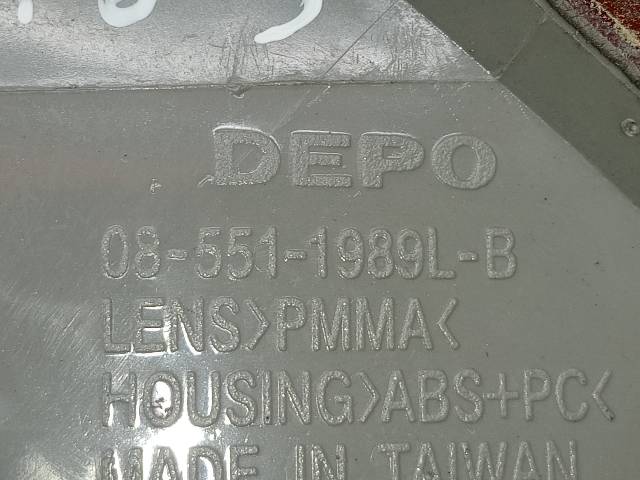 DEPO
08-551-1989L-B
LENS>PMMA<
HOUSING>ABS+PC<
MADE IN TAIWAN